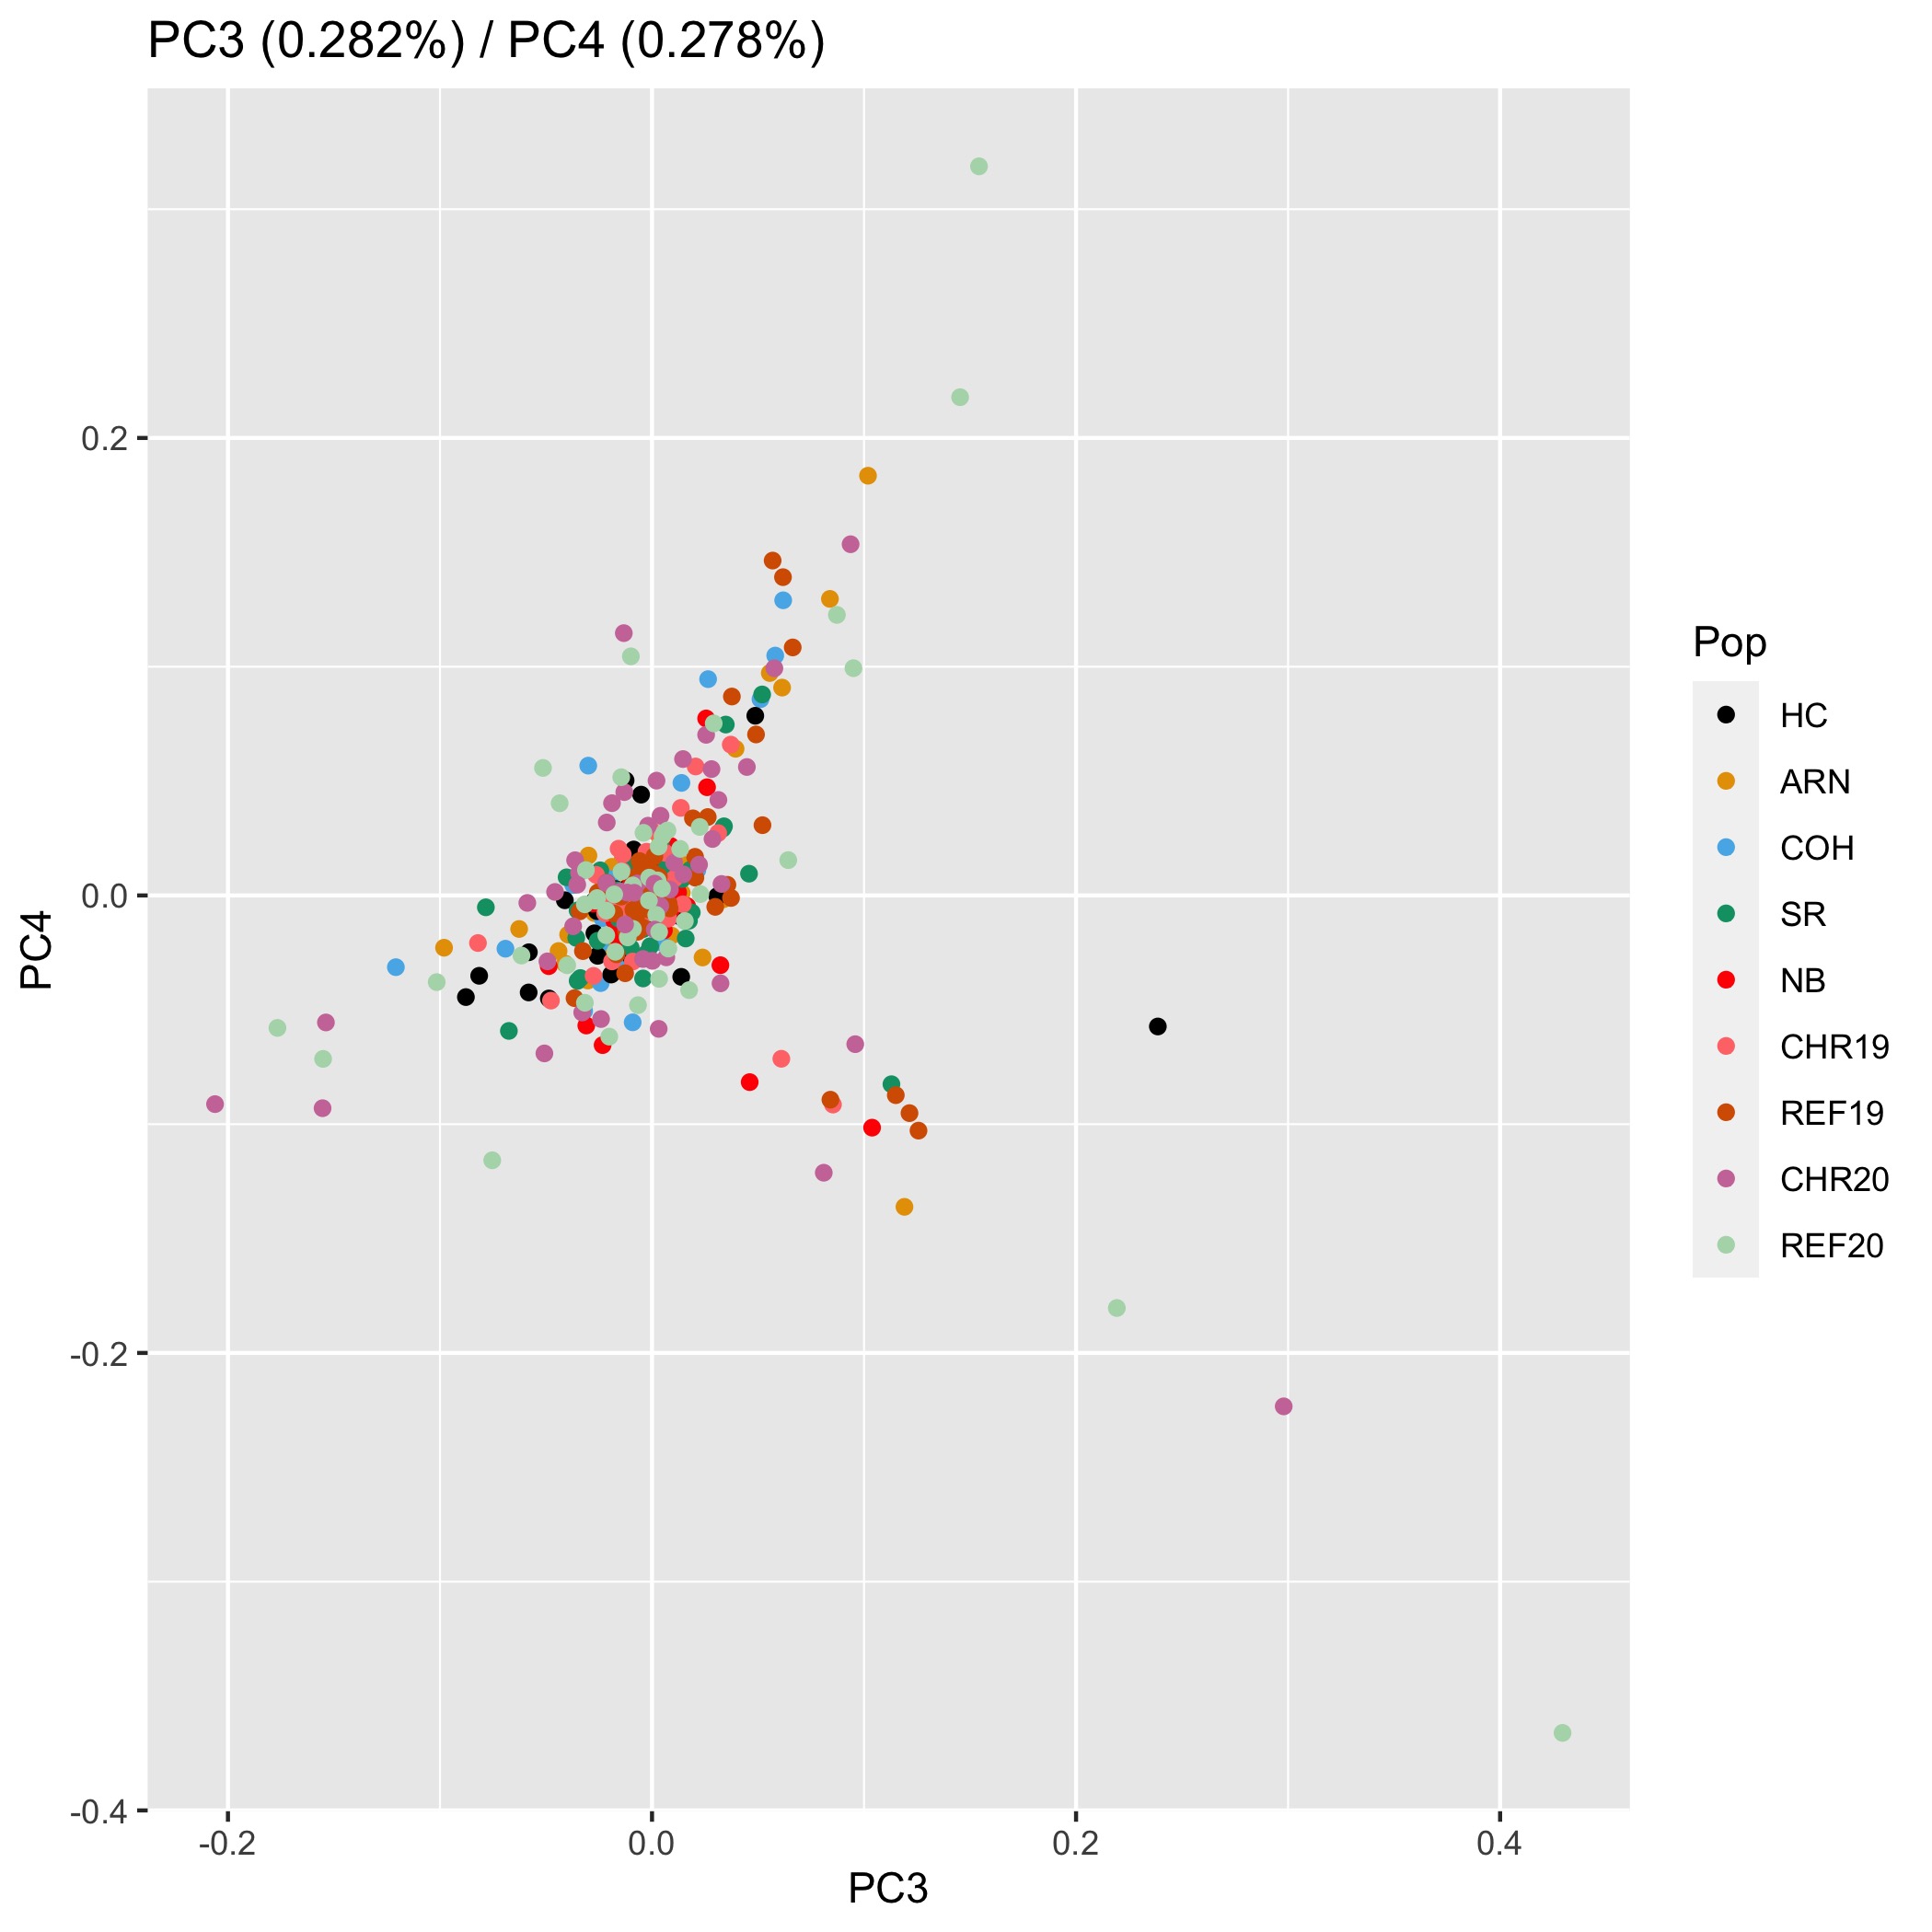 PC3 (0.282%) / PC4 (0.278%)
0.2
0.0
-0.2
-0.4
PC4
-0.2
0.0
0.2
0.4
PC3
Pop
HC
ARN
COH
SR
NB
CHR19
REF19
CHR20
REF20